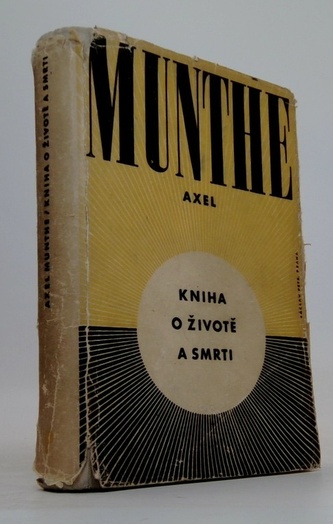 MUNTHE
AXEL
KNIHA
O ŽIVOTĚ
A SMRTI
AXEL MUNTHE / KNIHA O ŽIVOTĚ A SMRTI